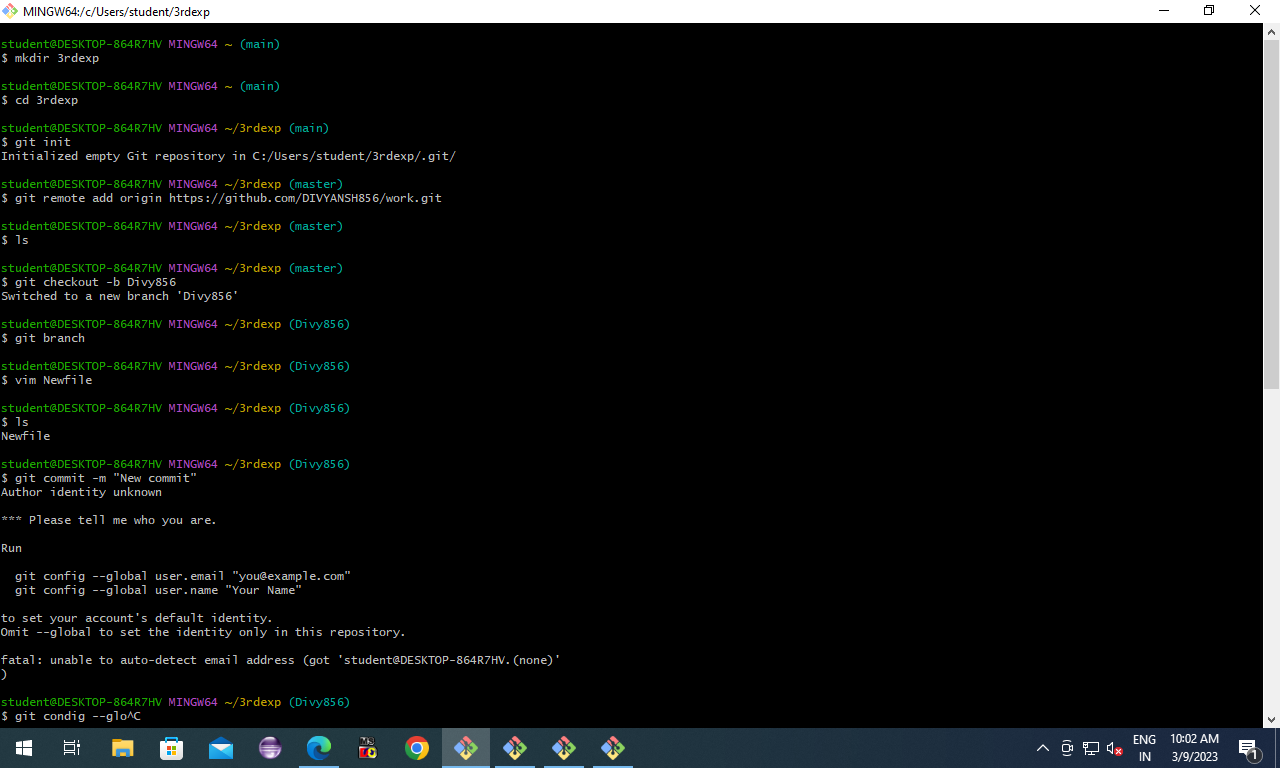 MINGW64:/c/Users/student/3rdexp
student@DESKTOP-864R7HV MINGW64 ~ (main)
$ mkdir 3rdexp
student@DESKTOP-864R7HV MINGW64 ~ (main)
$ cd 3rdexp
student@DESKTOP-864R7HV MINGW64 ~/3rdexp (main)
$ git init
Initialized empty Git repository in C:/Users/student/3rdexp/.git/
student@DESKTOP-864R7HV MINGW64 ~/3rdexp (master)
$ git remote add origin https://github.com/DIVYANSH856/work.git
student@DESKTOP-864R7HV MINGW64 ~/3rdexp (master)
$ ls
student@DESKTOP-864R7HV MINGW64 ~/3rdexp (master)
$ git checkout -b Divy856
Switched to a new branch 'Divy856'
student@DESKTOP-864R7HV MINGW64 ~/3rdexp (Divy856)
$ git branch
student@DESKTOP-864R7HV MINGW64 ~/3rdexp (Divy856)
$ vim Newfile
student@DESKTOP-864R7HV MINGW64 ~/3rdexp (Divy856)
$ ls
Newfile
student@DESKTOP-864R7HV MINGW64 ~/3rdexp (Divy856)
$ git commit -m "New commit"
Author identity unknown
*** Please tell me who you are.
Run
  git config --global user.email "you@example.com"
  git config --global user.name "Your Name"
to set your account's default identity.
Omit --global to set the identity only in this repository.
fatal: unable to auto-detect email address (got 'student@DESKTOP-864R7HV.(none)'
)
student@DESKTOP-864R7HV MINGW64 ~/3rdexp (Divy856)
$ git condig --glo^C
ENG
IN
10:02 AM
3/9/2023
1